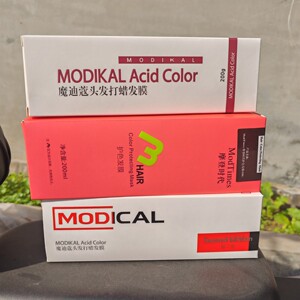 MODIKAL
MODIKAL Acid Color
魔迪蔻头发打蜡发膜
200g
MODIKAL Acid Hair Color
净含量:200ml
HAIR
Color Protecting Mask
护色发膜
ModTimes
摩登时代
MODICAL
MODIKAL Acid Color
魔迪蔻头发打蜡发膜